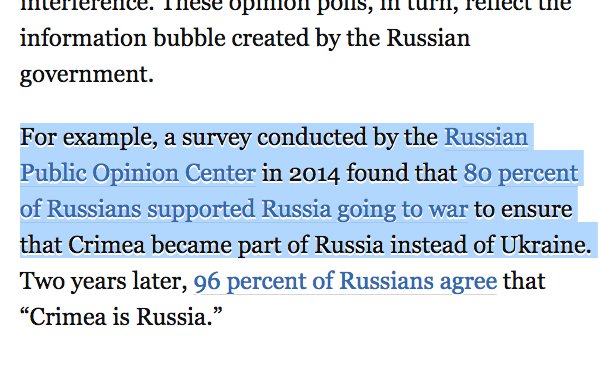 interference. These opinion polls, in turn, reflect the
information bubble created by the Russian
government.
For example, a survey conducted by the Russian
Public Opinion Center in 2014 found that 80 percent
of Russians supported Russia going to war to ensure
that Crimea became part of Russia instead of Ukraine.
Two years later, 96 percent of Russians agree that
“Crimea is Russia.”